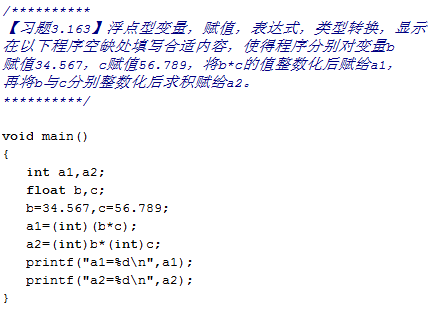 /**********
【习题3.163】浮点型变量，赋值，表达式，类型转换，显示
在以下程序空缺处填写合适内容，使得程序分别对变量b
赋值34.567，c赋值56.789，将b*c的值整数化后赋给a1，
再将b与c分别整数化后求积赋给a2。
**********/
void main()
{
int a1,a2;
float b,c;
b=34.567,c=56.789;
a1=(int)(b*c);
a2=(int)b*(int)c;
printf("a1=%d\n",a1);
printf("a2=%d\n",a2);
}